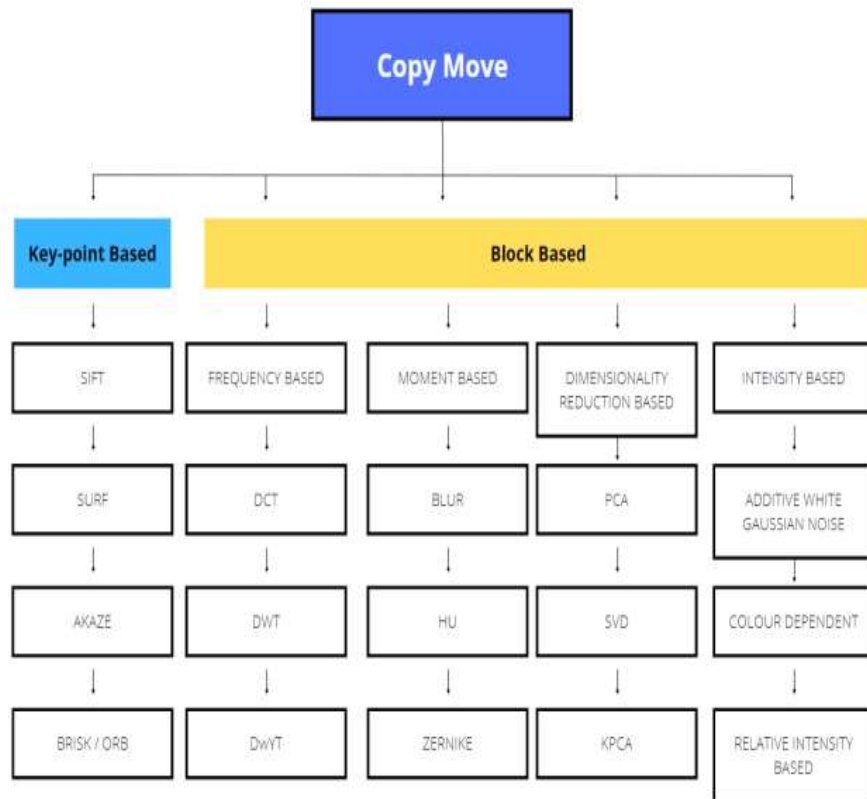 Copy Move
Key-point Based
Block Based
SIFT
FREQUENCY BASED
MOMENT BASED
DIMENSIONALITY
REDUCTION BASED
INTENSITY BASED
SURF
DCT
BLUR
PCA
ADDITIVE WHITE
GAUSSIAN NOISE
AKAZE
DWT
HU
SVD
COLOUR DEPENDENT
BRISK / ORB
DwYT
ZERNIKE
KPCA
RELATIVE INTENSITY
BASED